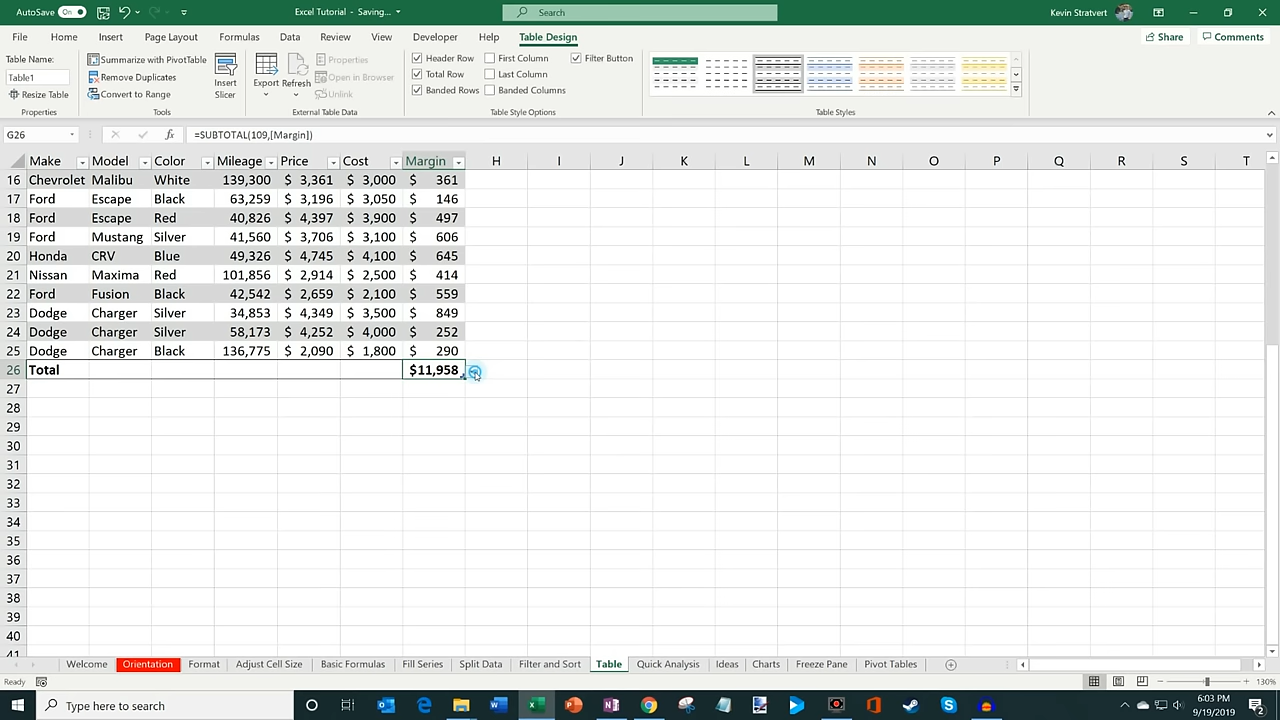 AutoSave On Excel Tutorial - Saving... Search Kevin Stratvert
File Home Insert Page Layout Formulas Data Review View Developer Help Table Design Share Comments
Table Name:
Table1
Resize Table
Properties
Summarize with PivotTable
Remove Duplicates
Convert to Range
Tools
Insert
Slicer
Export Refresh
Properties
Open in Browser
Unlink
External Table Data
Header Row First Column Filter Button
Total Row Last Column
Banded Rows Banded Columns
Table Style Options
Table Styles
G26 fx =SUBTOTAL(109,[Margin])
Make Model Color Mileage Price Cost Margin H I J K L M N O P Q R S T
16 Chevrolet Malibu White 139,300 $ 3,361 $ 3,000 $ 361
17 Ford Escape Black 63,259 $ 3,196 $ 3,050 $ 146
18 Ford Escape Red 40,826 $ 4,397 $ 3,900 $ 497
19 Ford Mustang Silver 41,560 $ 3,706 $ 3,100 $ 606
20 Honda CRV Blue 49,326 $ 4,745 $ 4,100 $ 645
21 Nissan Maxima Red 101,856 $ 2,914 $ 2,500 $ 414
22 Ford Fusion Black 42,542 $ 2,659 $ 2,100 $ 559
23 Dodge Charger Silver 34,853 $ 4,349 $ 3,500 $ 849
24 Dodge Charger Silver 58,173 $ 4,252 $ 4,000 $ 252
25 Dodge Charger Black 136,775 $ 2,090 $ 1,800 $ 290
26 Total $11,958
27
28
29
30
31
32
33
34
35
36
37
38
39
40
41
Welcome Orientation Format Adjust Cell Size Basic Formulas Fill Series Split Data Filter and Sort Table Quick Analysis Ideas Charts Freeze Pane Pivot Tables
Ready 130%
Type here to search 6:03 PM
9/19/2019 2